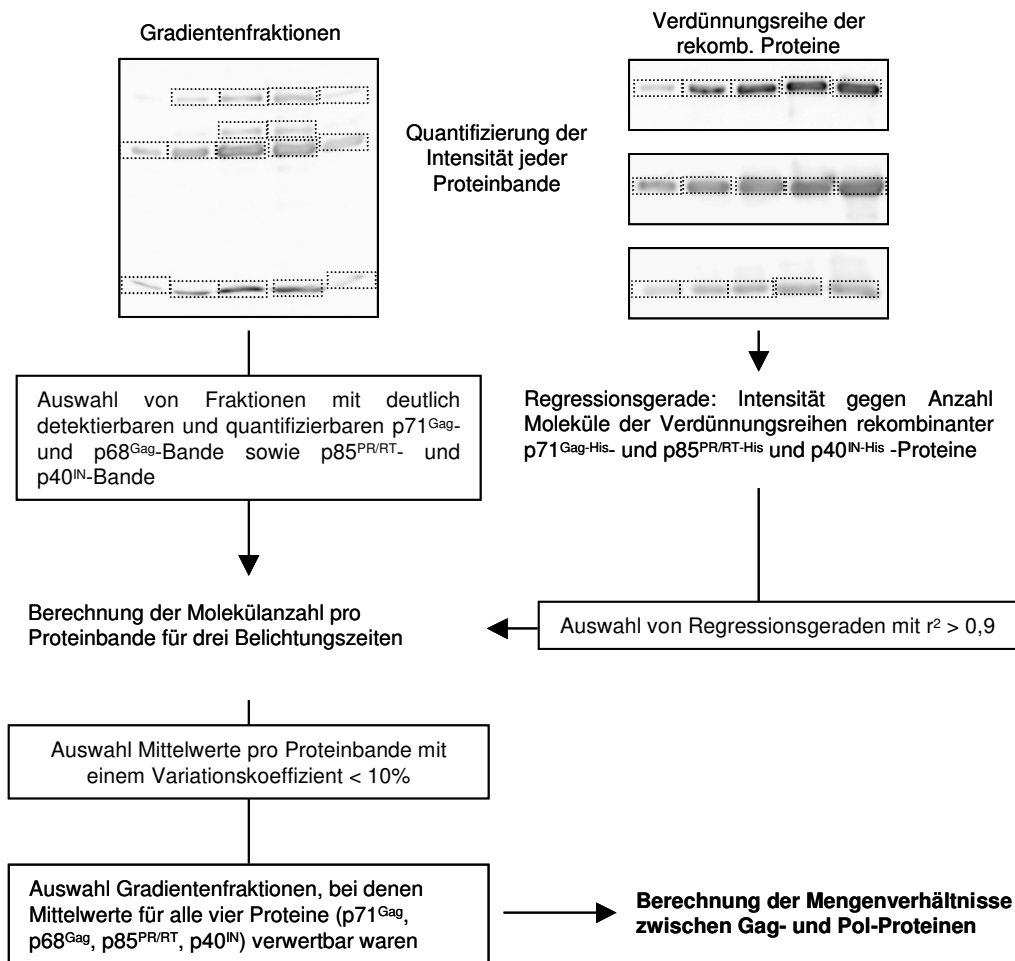 Gradientenfraktionen
Verdünnungsreihe der
rekomb. Proteine
Quantifizierung der
Intensität jeder
Proteinbande
Auswahl von Fraktionen mit deutlich
detektierbaren und quantifizierbaren p71Gag-
und p68Gag-Bande sowie p85PR/RT- und
p40IN-Bande
Regressionsgerade: Intensität gegen Anzahl
Moleküle der Verdünnungsreihen rekombinanter
p71Gag-His- und p85PR/RT-His und p40IN-His -Proteine
Berechnung der Molekülanzahl pro
Proteinbande für drei Belichtungszeiten
Auswahl von Regressionsgeraden mit r² > 0,9
Auswahl Mittelwerte pro Proteinbande mit
einem Variationskoeffizient < 10%
Auswahl Gradientenfraktionen, bei denen
Mittelwerte für alle vier Proteine (p71Gag,
p68Gag, p85PR/RT, p40IN) verwertbar waren
Berechnung der Mengenverhältnisse
zwischen Gag- und Pol-Proteinen